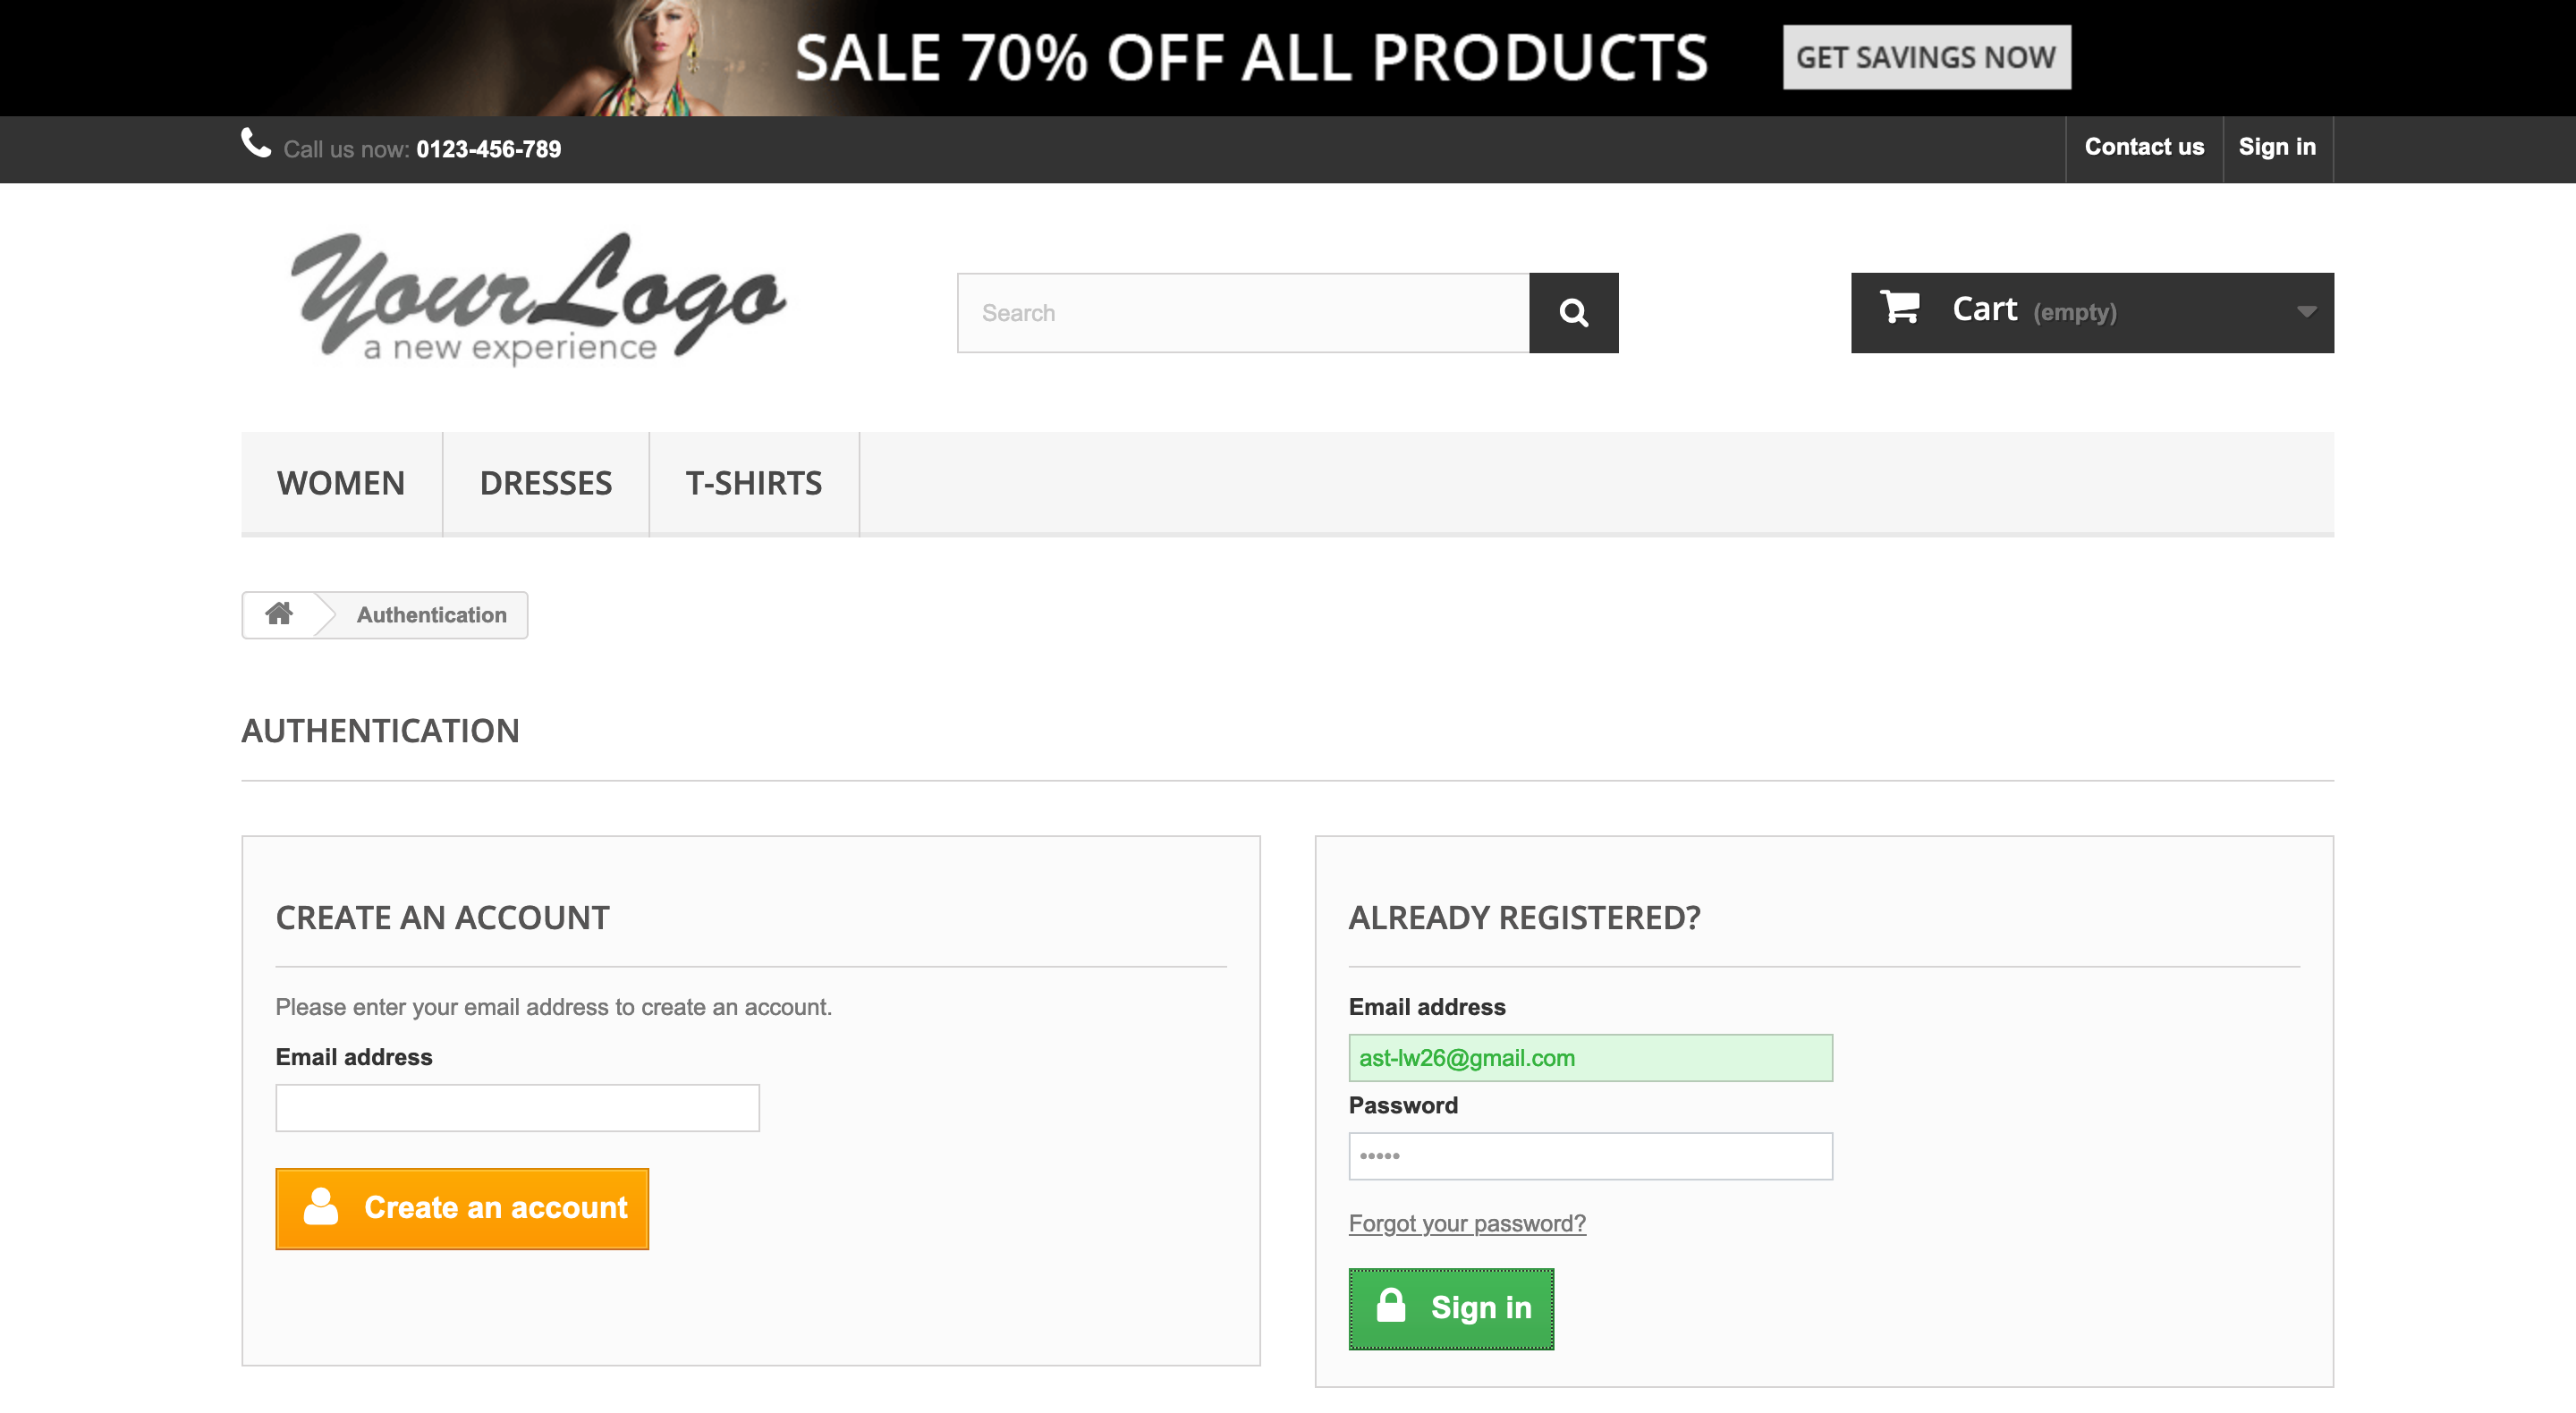 SALE 70% OFF ALL PRODUCTS GET SAVINGS NOW
Call us now: 0123-456-789 Contact us Sign in
YourLogo
a new experience
Search
Cart (empty)
WOMEN DRESSES T-SHIRTS
Authentication
AUTHENTICATION
CREATE AN ACCOUNT
Please enter your email address to create an account.
Email address
Create an account
ALREADY REGISTERED?
Email address
ast-lw26@gmail.com
Password
•••••
Forgot your password?
Sign in